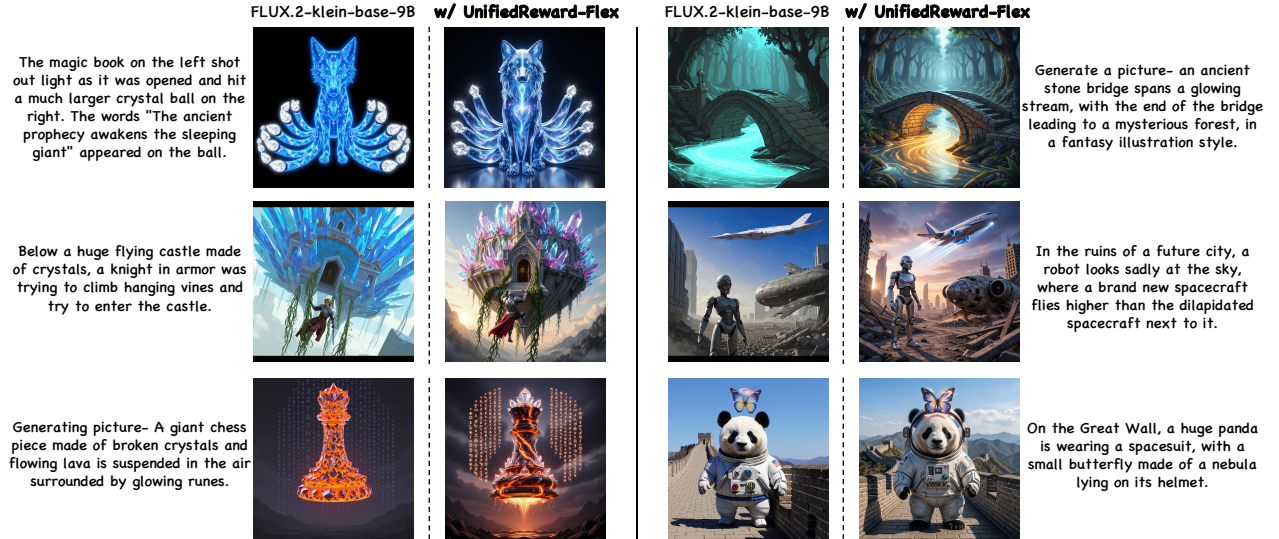 FLUX.2-klein-base-9B
w/ UnifiedReward-Flex
FLUX.2-klein-base-9B
w/ UnifiedReward-Flex
The magic book on the left shot
out light as it was opened and hit
a much larger crystal ball on the
right. The words "The ancient
prophecy awakens the sleeping
giant" appeared on the ball.
Generate a picture- an ancient
stone bridge spans a glowing
stream, with the end of the bridge
leading to a mysterious forest, in
a fantasy illustration style.
Below a huge flying castle made
of crystals, a knight in armor was
trying to climb hanging vines and
try to enter the castle.
In the ruins of a future city, a
robot looks sadly at the sky,
where a brand new spacecraft
flies higher than the dilapidated
spacecraft next to it.
Generating picture- A giant chess
piece made of broken crystals and
flowing lava is suspended in the air
surrounded by glowing runes.
On the Great Wall, a huge panda
is wearing a spacesuit, with a
small butterfly made of a nebula
lying on its helmet.